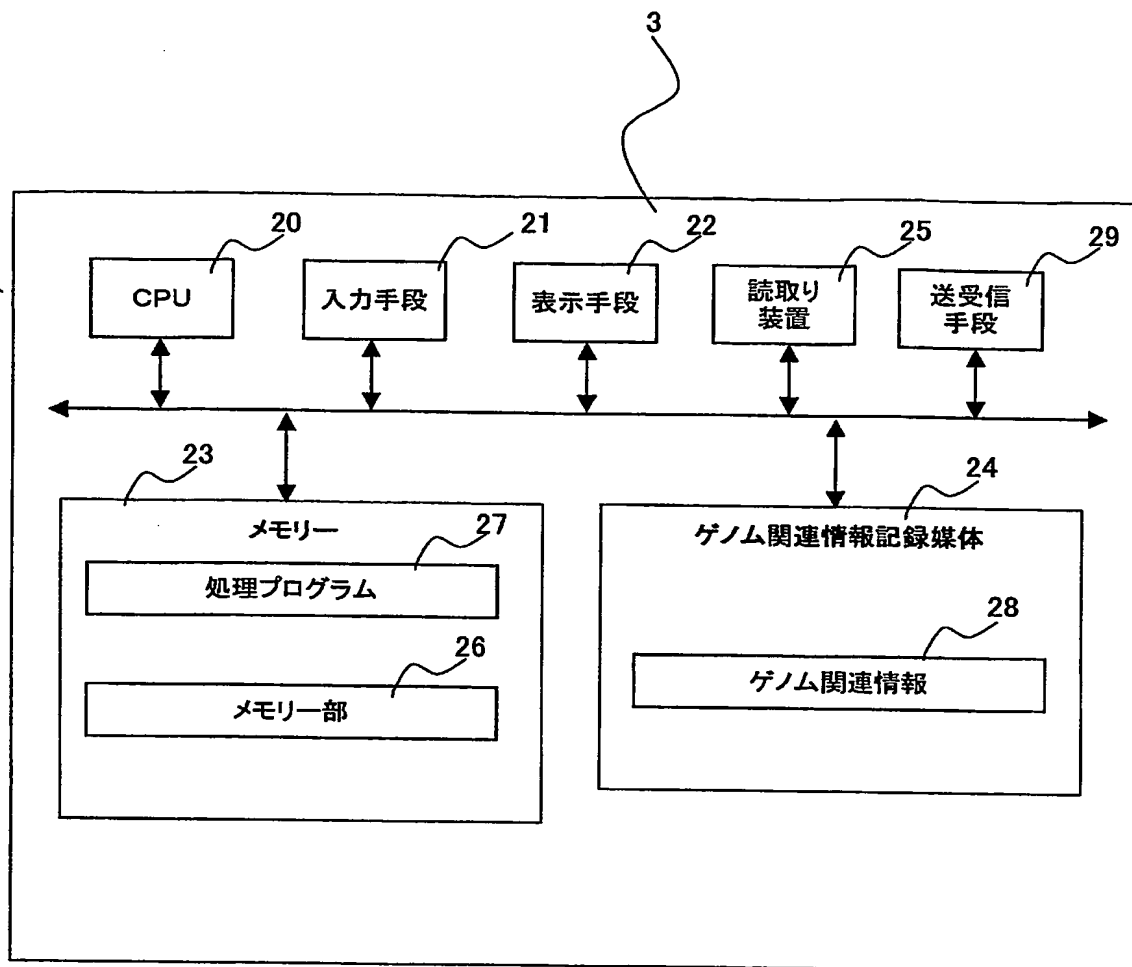 3
20
21
22
25
29
CPU
入力手段
表示手段
読取り
装置
送受信
手段
23
24
メモリー
27
処理プログラム
26
メモリー部
ゲノム関連情報記録媒体
28
ゲノム関連情報